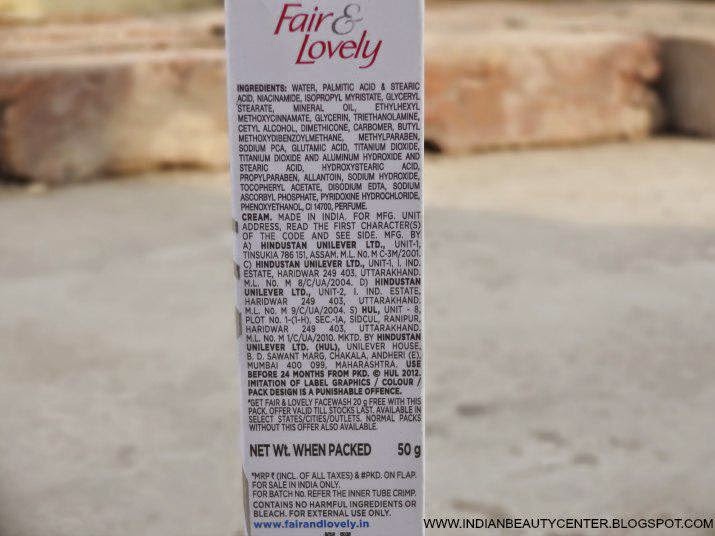 Fair &
Lovely
INGREDIENTS: WATER, PALMITIC ACID & STEARIC
ACID, NIACINAMIDE, ISOPROPYL MYRISTATE, GLYCERYL
STEARATE, MINERAL OIL, ETHYLHEXYL
METHOXYCINNAMATE, GLYCERIN, TRIETHANOLAMINE,
CETYL ALCOHOL, DIMETHICONE, CARBOMER, BUTYL
METHOXYDIBENZOYLMETHANE, METHYLPARABEN,
SODIUM PCA, GLUTAMIC ACID, TITANIUM DIOXIDE,
TITANIUM DIOXIDE AND ALUMINUM HYDROXIDE AND
STEARIC ACID, HYDROXYSTEARIC ACID,
PROPYLPARABEN, ALLANTOIN, SODIUM HYDROXIDE,
TOCOPHERYL ACETATE, DISODIUM EDTA, SODIUM
ASCORBYL PHOSPHATE, PYRIDOXINE HYDROCHLORIDE,
PHENOXYETHANOL, CI 14700, PERFUME.
CREAM. MADE IN INDIA. FOR MFG. UNIT
ADDRESS, READ THE FIRST CHARACTER(S)
OF THE CODE AND SEE SIDE. MFG. BY
A) HINDUSTAN UNILEVER LTD., UNIT-1,
TINSUKIA 786 151, ASSAM. M.L. No. M C-3M/2001.
C) HINDUSTAN UNILEVER LTD., UNIT-1, I. IND.
ESTATE, HARIDWAR 249 403, UTTARAKHAND.
M.L. No. M 8/C/UA/2004. D) HINDUSTAN
UNILEVER LTD., UNIT-2, I. IND. ESTATE,
HARIDWAR 249 403, UTTARAKHAND.
M.L. No. M 9/C/UA/2004. S) HUL, UNIT - 8,
PLOT No. 1-(1-H), SEC.-1A, SIDCUL, RANIPUR,
HARIDWAR 249 403, UTTARAKHAND.
M.L. No. M 1/C/UA/2010. MKTD. BY HINDUSTAN
UNILEVER LTD. (HUL), UNILEVER HOUSE,
B. D. SAWANT MARG, CHAKALA, ANDHERI (E),
MUMBAI 400 099, MAHARASHTRA. USE
BEFORE 24 MONTHS FROM PKD. © HUL 2012.
IMITATION OF LABEL GRAPHICS / COLOUR /
PACK DESIGN IS A PUNISHABLE OFFENCE.
*GET FAIR & LOVELY FACEWASH 20 g FREE WITH THIS
PACK. OFFER VALID TILL STOCKS LAST. AVAILABLE IN
SELECT STATES/CITIES/OUTLETS. NORMAL PACKS
WITHOUT THIS OFFER ALSO AVAILABLE.
NET Wt. WHEN PACKED 50 g
*MRP ₹ (INCL. OF ALL TAXES) & #PKD. ON FLAP.
FOR SALE IN INDIA ONLY.
FOR BATCH No. REFER THE INNER TUBE CRIMP.
CONTAINS NO HARMFUL INGREDIENTS OR
BLEACH. FOR EXTERNAL USE ONLY.
www.fairandlovely.in
WWW.INDIANBEAUTYCENTER.BLOGSPOT.COM